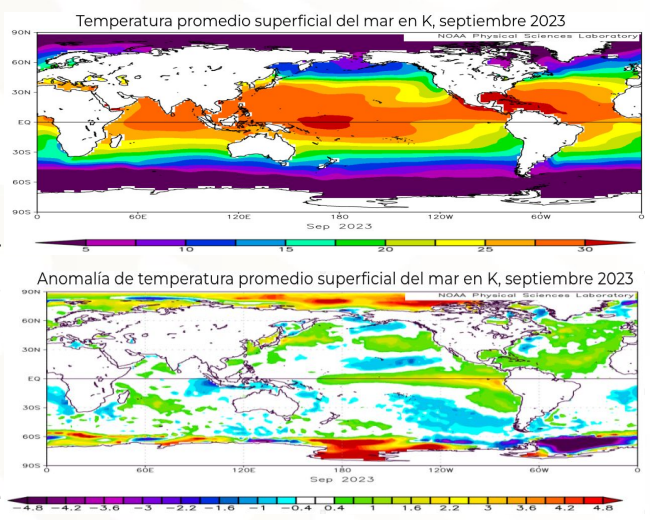 Temperatura promedio superficial del mar en K, septiembre 2023
NOAA Physical Sciences Laboratory
90N
60N
30N
EQ
30S
60S
90S
0 60E 120E 180 120W 60W 0
Sep 2023
5 10 15 20 25 30
Anomalía de temperatura promedio superficial del mar en K, septiembre 2023
NOAA Physical Sciences Laboratory
90N
60N
30N
EQ
30S
60S
90S
0 60E 120E 180 120W 60W 0
Sep 2023
-4.8 -4.2 -3.6 -3 -2.2 -1.6 -1 -0.4 0.4 1 1.6 2.2 3 3.6 4.2 4.8